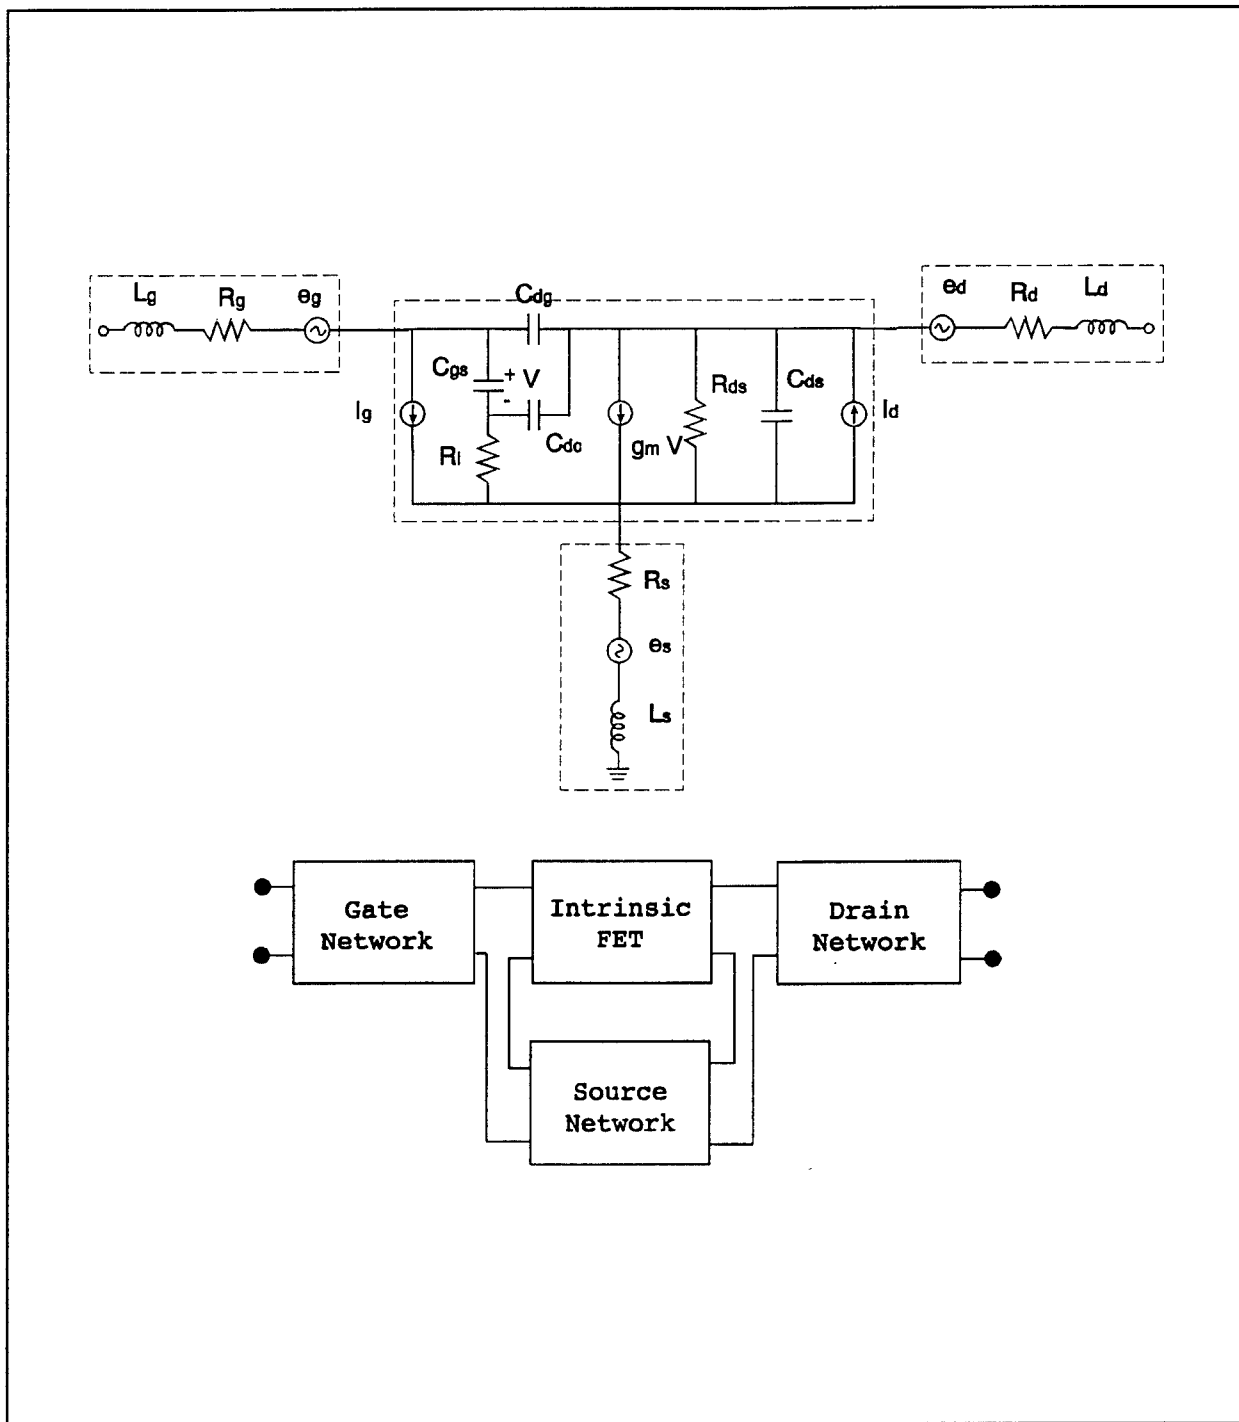 Lg
Rg
eg
Cdg
ed
Rd
Ld
Cgs
+ V
-
Rds
Cds
Ig
Cdc
gm V
Id
Ri
Rs
es
Ls
Gate
Network
Intrinsic
FET
Drain
Network
Source
Network